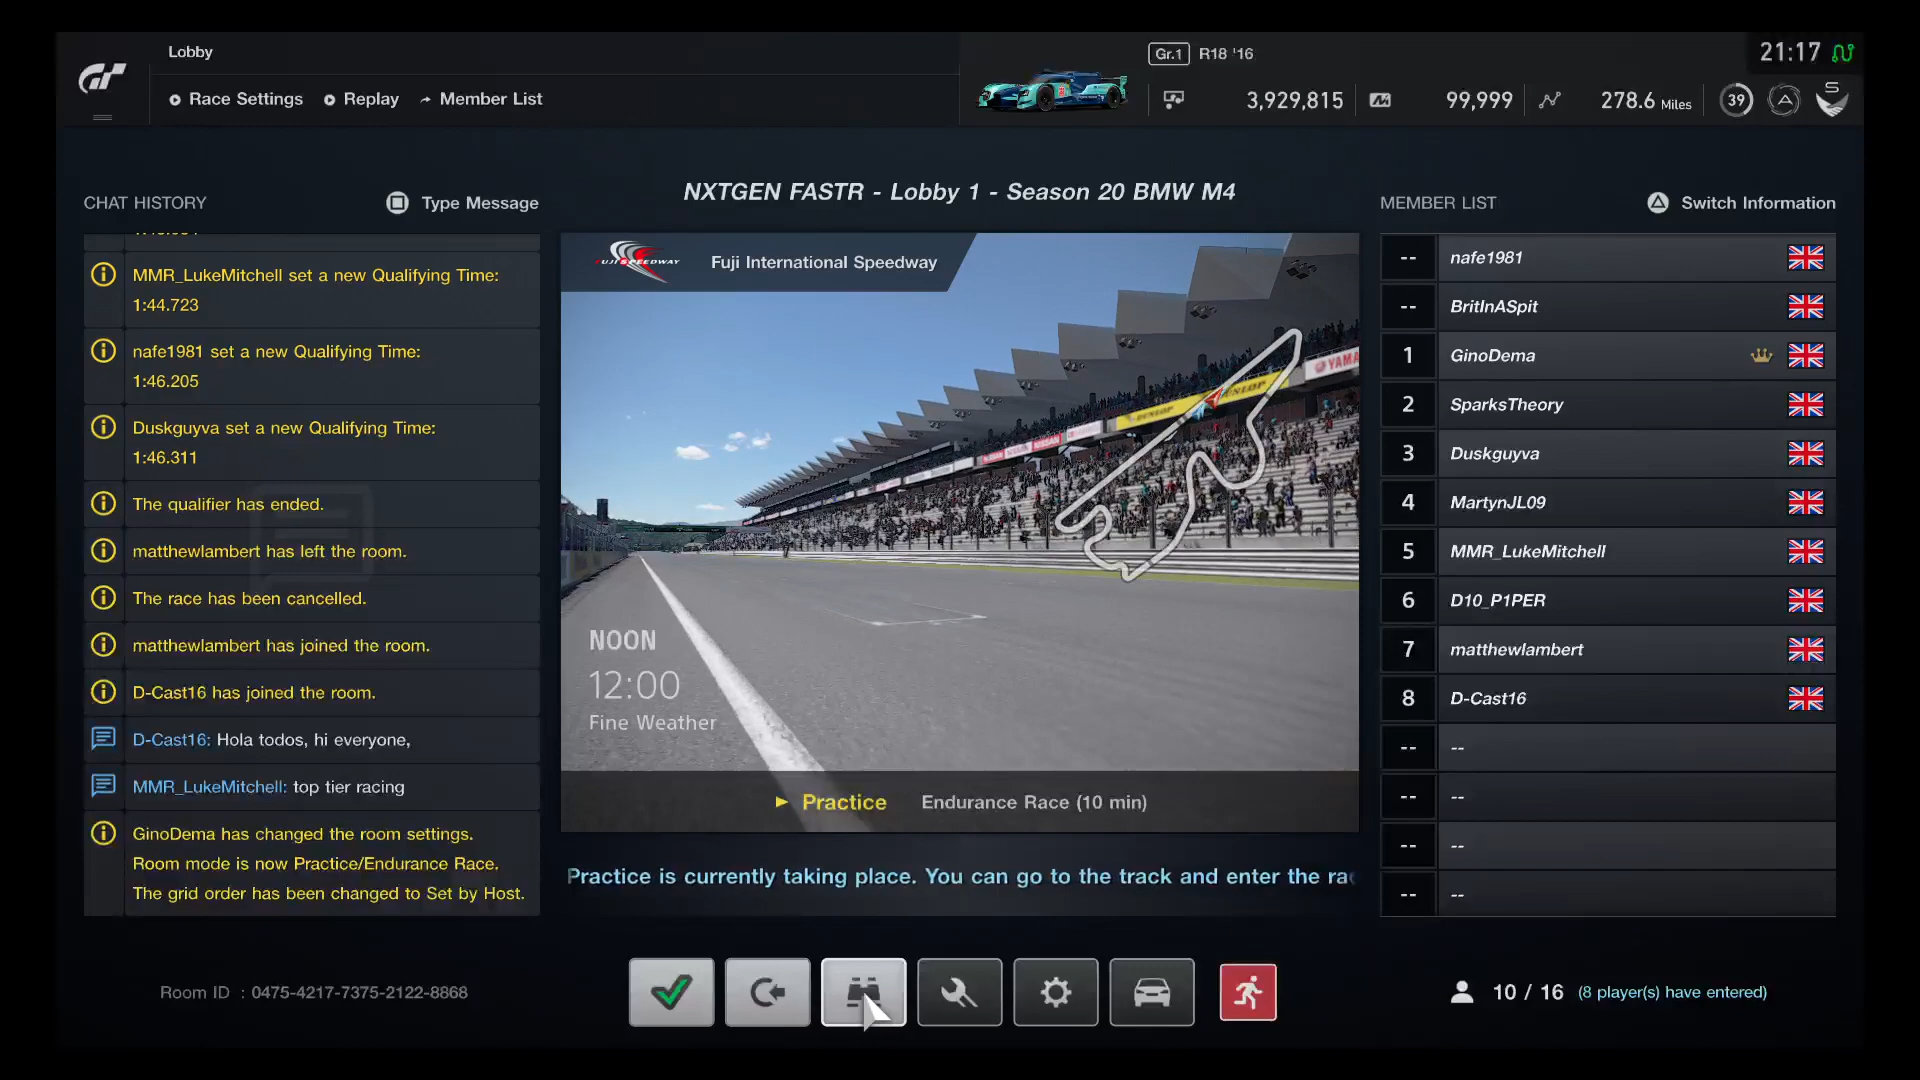 Lobby
Race Settings
Replay
Member List
Gr.1 R18 '16
3,929,815
99,999
278.6 Miles
39
A
S
21:17
CHAT HISTORY
Type Message
MMR_LukeMitchell set a new Qualifying Time:
1:44.723
nafe1981 set a new Qualifying Time:
1:46.205
Duskguyva set a new Qualifying Time:
1:46.311
The qualifier has ended.
matthewlambert has left the room.
The race has been cancelled.
matthewlambert has joined the room.
D-Cast16 has joined the room.
D-Cast16: Hola todos, hi everyone,
MMR_LukeMitchell: top tier racing
GinoDema has changed the room settings.
Room mode is now Practice/Endurance Race.
The grid order has been changed to Set by Host.
NXTGEN FASTR - Lobby 1 - Season 20 BMW M4
FUJI SPEEDWAY
Fuji International Speedway
YAMA
DUNLOP
DUNLOP
NISSAN
NOON
12:00
Fine Weather
Practice
Endurance Race (10 min)
Practice is currently taking place. You can go to the track and enter the ra
MEMBER LIST
Switch Information
-- nafe1981
-- BritInASpit
1 GinoDema
2 SparksTheory
3 Duskguyva
4 MartynJL09
5 MMR_LukeMitchell
6 D10_P1PER
7 matthewlambert
8 D-Cast16
-- --
-- --
-- --
-- --
Room ID : 0475-4217-7375-2122-8868
10 / 16 (8 player(s) have entered)